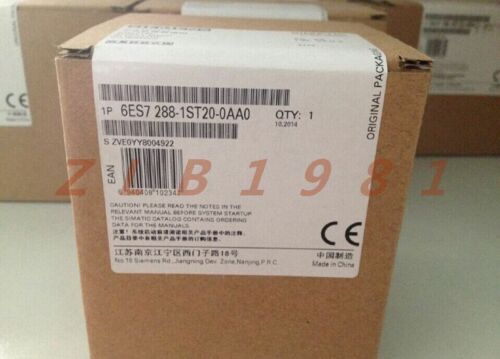 ORIGINAL PACKAGE
1P 6ES7 288-1ST20-0AA0
QTY: 1
10.2014
S ZVE0YY8004922
ZLB1981
EAN
CAUTION! PLEASE READ THE NOTES IN THE
RELEVANT MANUAL BEFORE SYSTEM STARTUP
THE SIMATIC CATALOG CONTAINS ORDERING
DATA FOR THE MANUALS.
CE
江苏南京江宁区西门子路18号
No.18 Siemens Rd.,Jiangning Dev. Zone,Nanjing,P.R.C
中国制造
Made in China